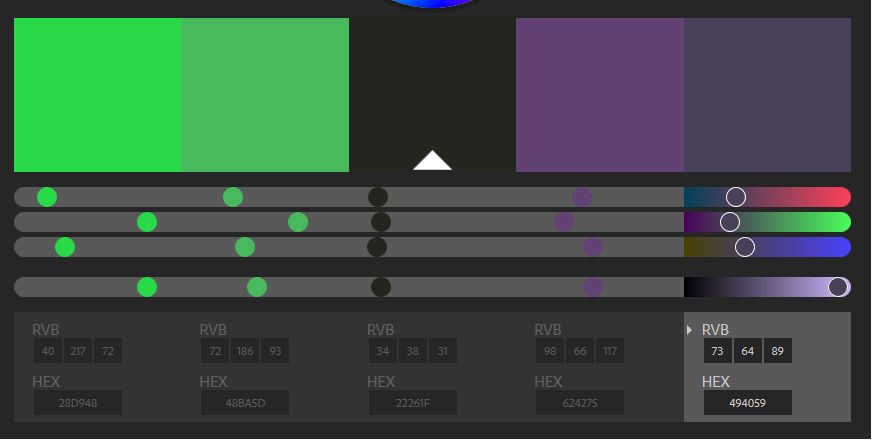 RVB RVB RVB RVB RVB
40 217 72 72 186 93 34 38 31 98 66 117 73 64 89
HEX HEX HEX HEX HEX
28D948 48BA5D 22261F 624275 494059